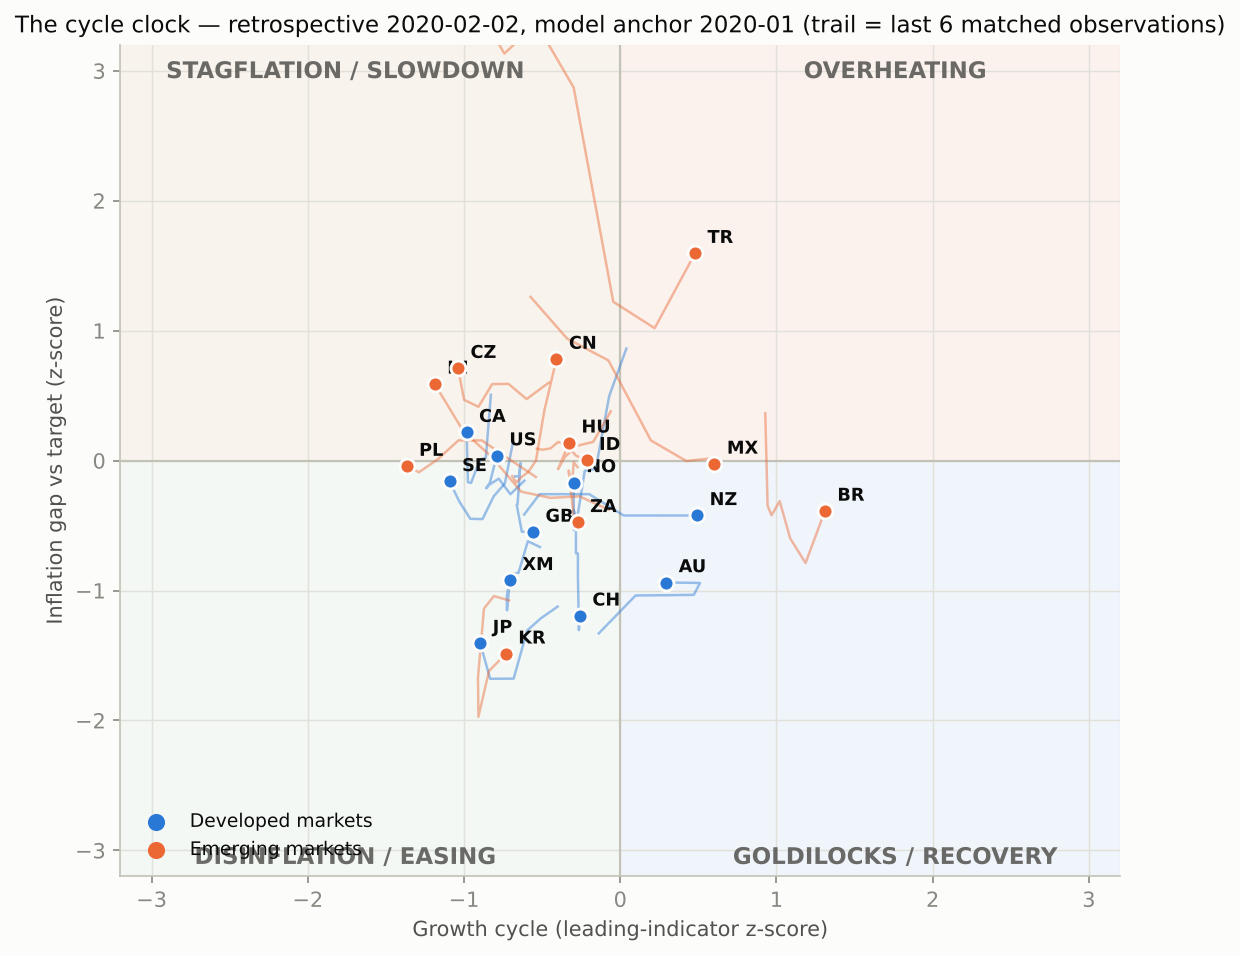 The cycle clock — retrospective 2020-02-02, model anchor 2020-01 (trail = last 6 matched observations)
STAGFLATION / SLOWDOWN
OVERHEATING
3
2
1
0
−1
−2
−3
Inflation gap vs target (z-score)
TR
CN
CZ
CA
HU
US
ID
MX
PL
SE
NO
BR
NZ
ZA
GB
XM
AU
CH
JP
KR
Developed markets
Emerging markets
DISINFLATION / EASING
GOLDILOCKS / RECOVERY
−3
−2
−1
0
1
2
3
Growth cycle (leading-indicator z-score)